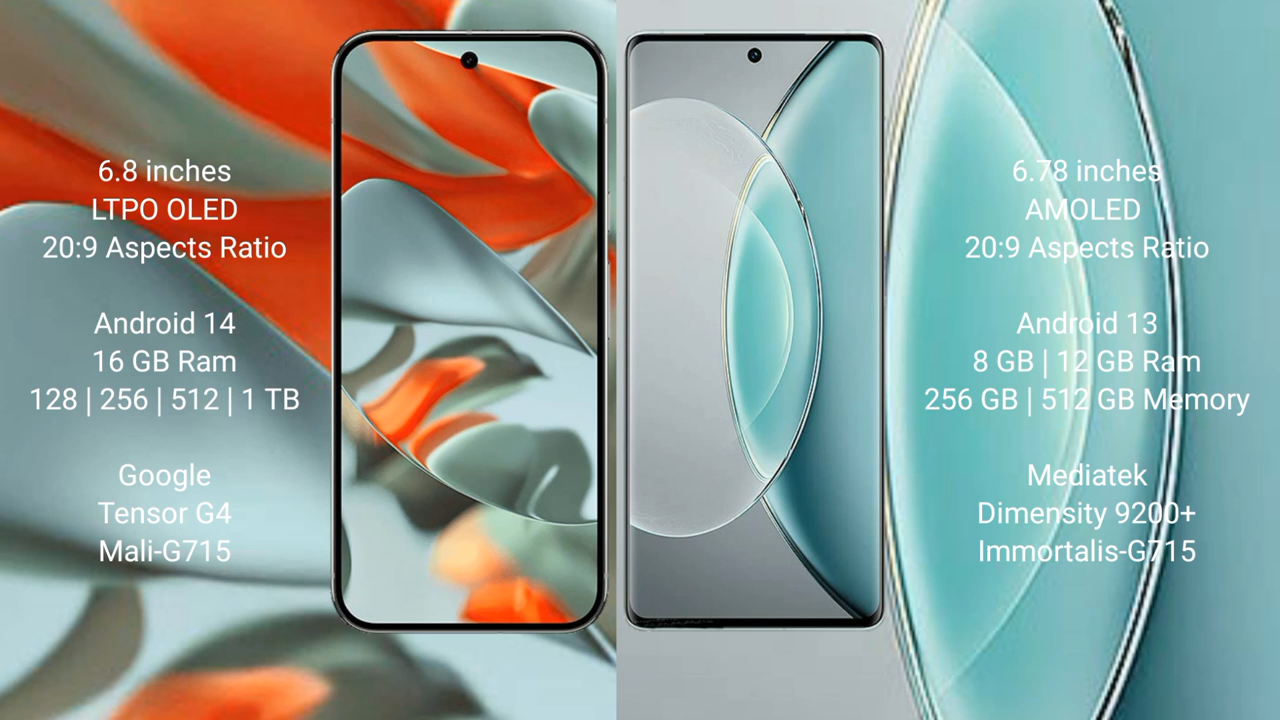 6.8 inches
LTPO OLED
20:9 Aspects Ratio
Android 14
16 GB Ram
128 | 256 | 512 | 1 TB
Google
Tensor G4
Mali-G715
6.78 inches
AMOLED
20:9 Aspects Ratio
Android 13
8 GB | 12 GB Ram
256 GB | 512 GB Memory
Mediatek
Dimensity 9200+
Immortalis-G715